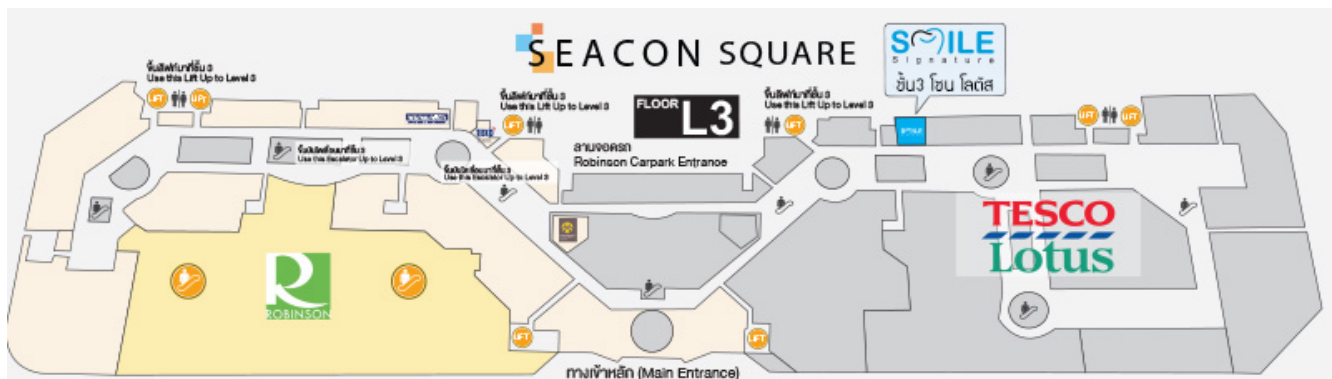 SEACON SQUARE
SMILE
Signature
ชั้น3 โซน โลตัส
ขึ้นลิฟท์มาที่ชั้น 3
Use this Lift Up to Level 3
LIFT
LIFT
ขึ้นลิฟท์มาที่ชั้น 3
Use this Lift Up to Level 3
LIFT
FLOOR
L3
ขึ้นลิฟท์มาที่ชั้น 3
Use this Lift Up to Level 3
LIFT
LIFT
LIFT
ลานจอดรถ
Robinson Carpark Entrance
ขึ้นบันไดเลื่อนมาที่ชั้น 3
Use this Escalator Up to Level 3
ขึ้นบันไดเลื่อนมาที่ชั้น 3
Use this Escalator Up to Level 3
TESCO
Lotus
R
ROBINSON
LIFT
LIFT
ทางเข้าหลัก (Main Entrance)